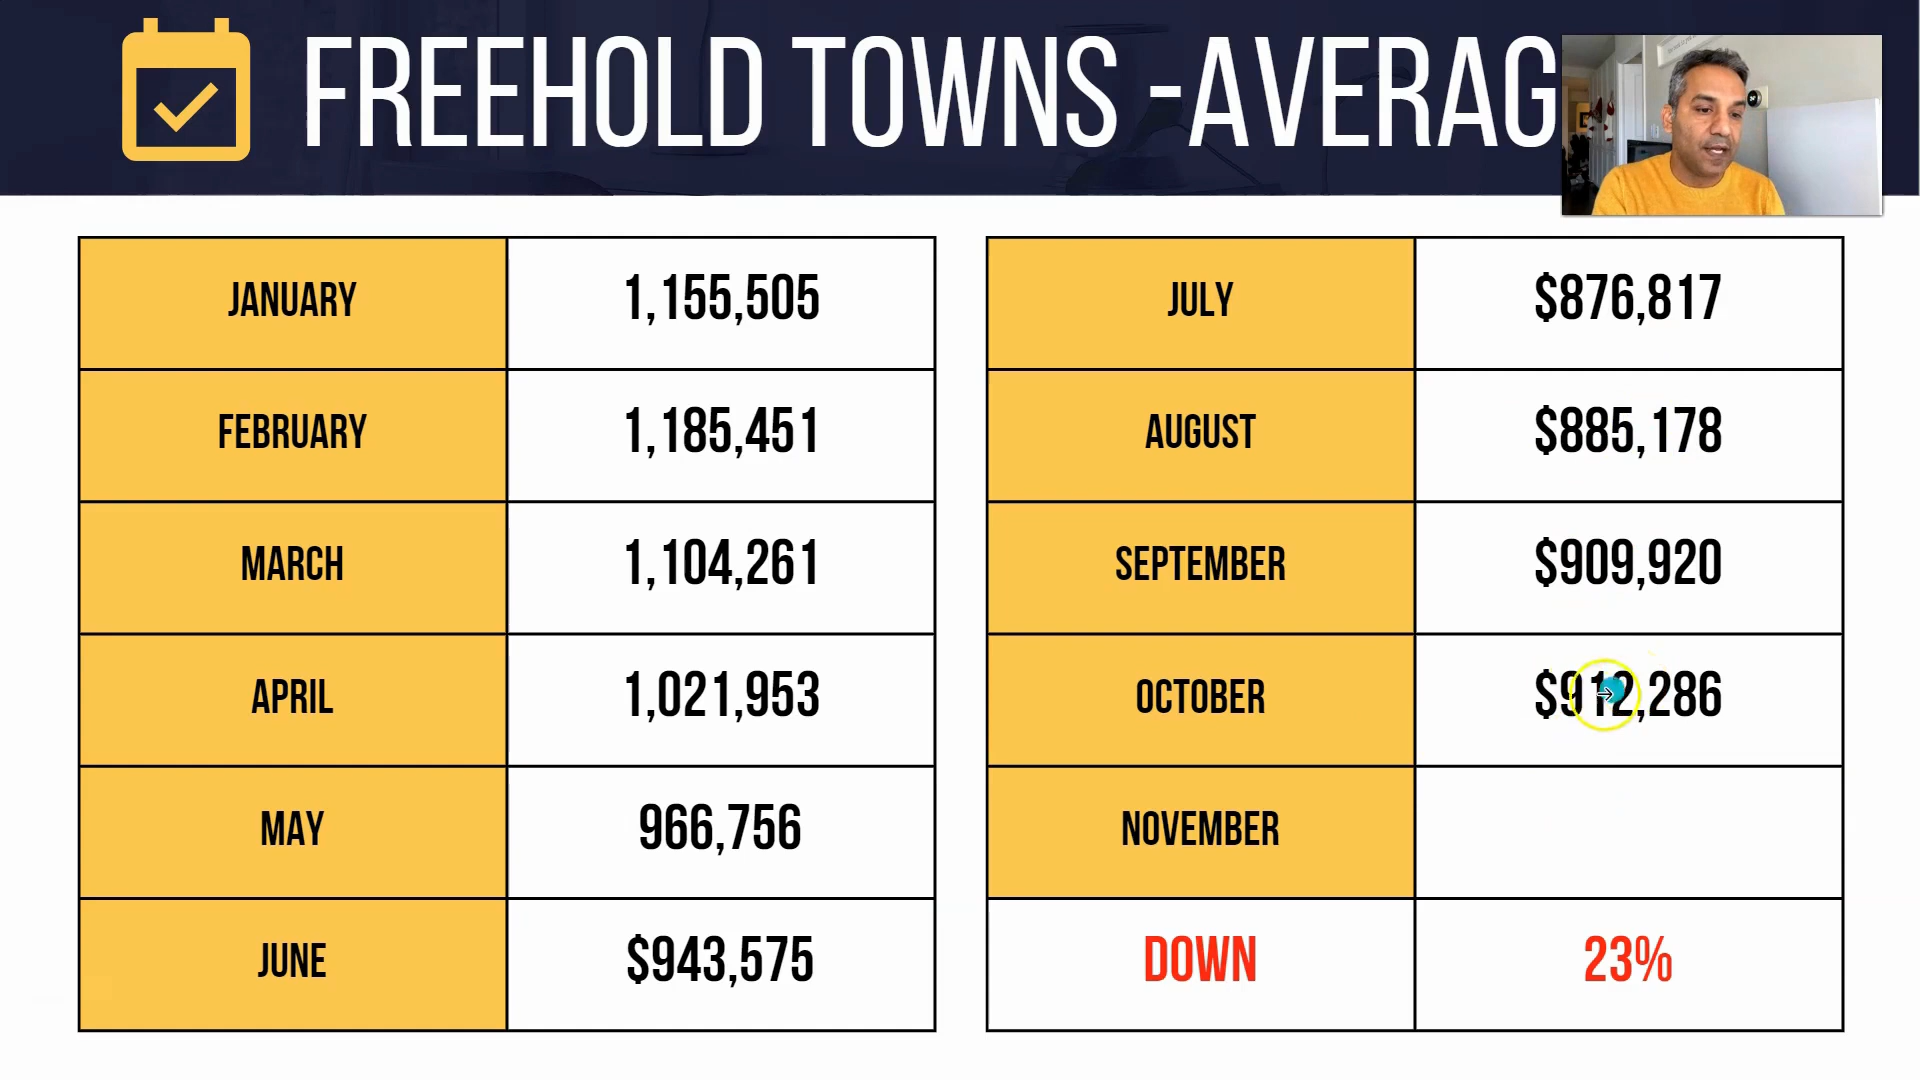 FREEHOLD TOWNS -AVERAG
JANUARY 1,155,505
FEBRUARY 1,185,451
MARCH 1,104,261
APRIL 1,021,953
MAY 966,756
JUNE $943,575
JULY $876,817
AUGUST $885,178
SEPTEMBER $909,920
OCTOBER $912,286
NOVEMBER
DOWN 23%